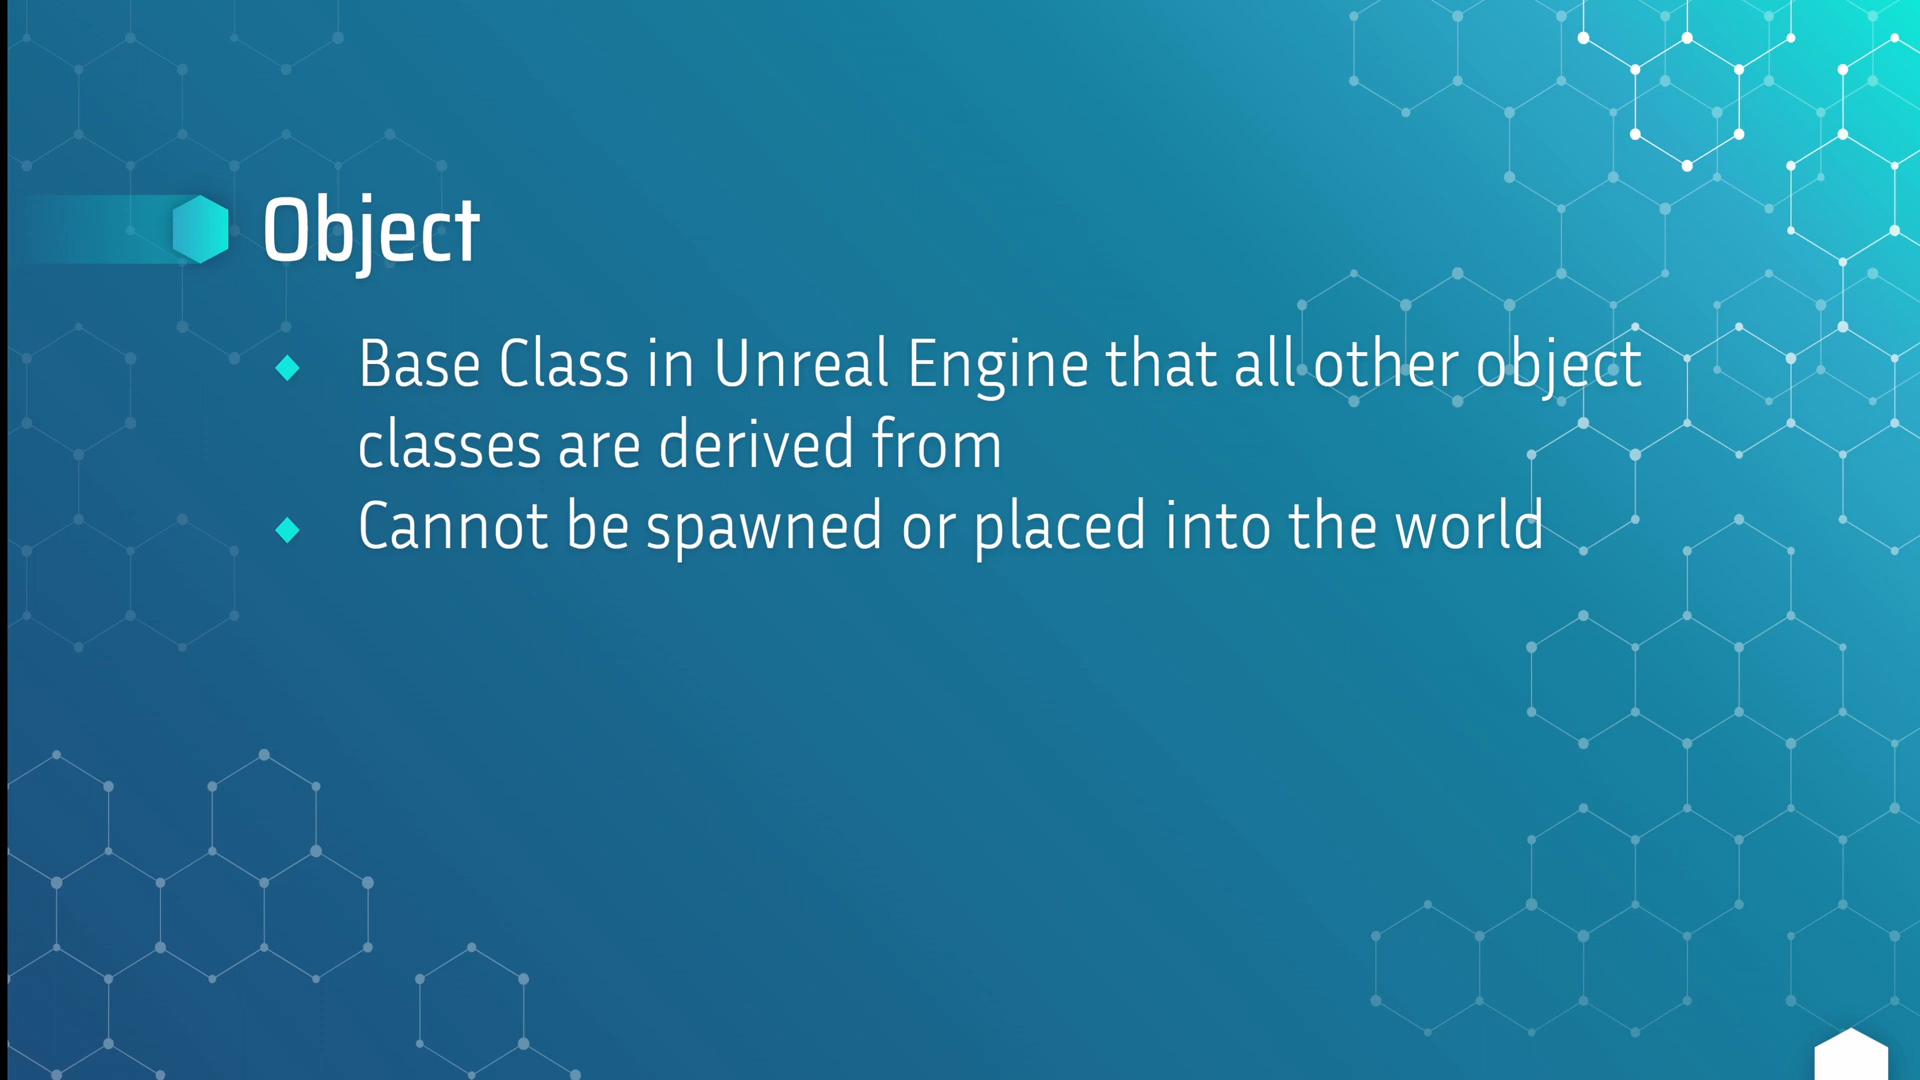 Object
Base Class in Unreal Engine that all other object
classes are derived from
Cannot be spawned or placed into the world